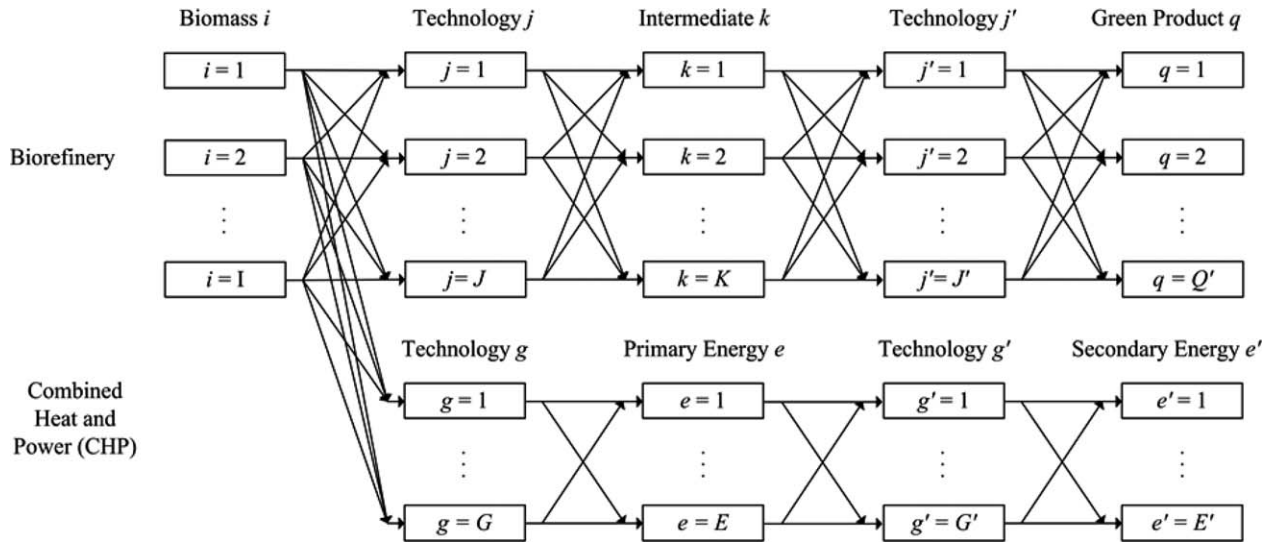 Biomass i
Technology j
Intermediate k
Technology j′
Green Product q
i = 1
j = 1
k = 1
j′ = 1
q = 1
Biorefinery
i = 2
j = 2
k = 2
j′ = 2
q = 2
⋮
⋮
⋮
⋮
⋮
i = I
j= J
k = K
j′= J′
q = Q′
Technology g
Primary Energy e
Technology g′
Secondary Energy e′
Combined
Heat and
Power (CHP)
g = 1
e = 1
g′ = 1
e′ = 1
⋮
⋮
⋮
⋮
g = G
e = E
g′ = G′
e′ = E′